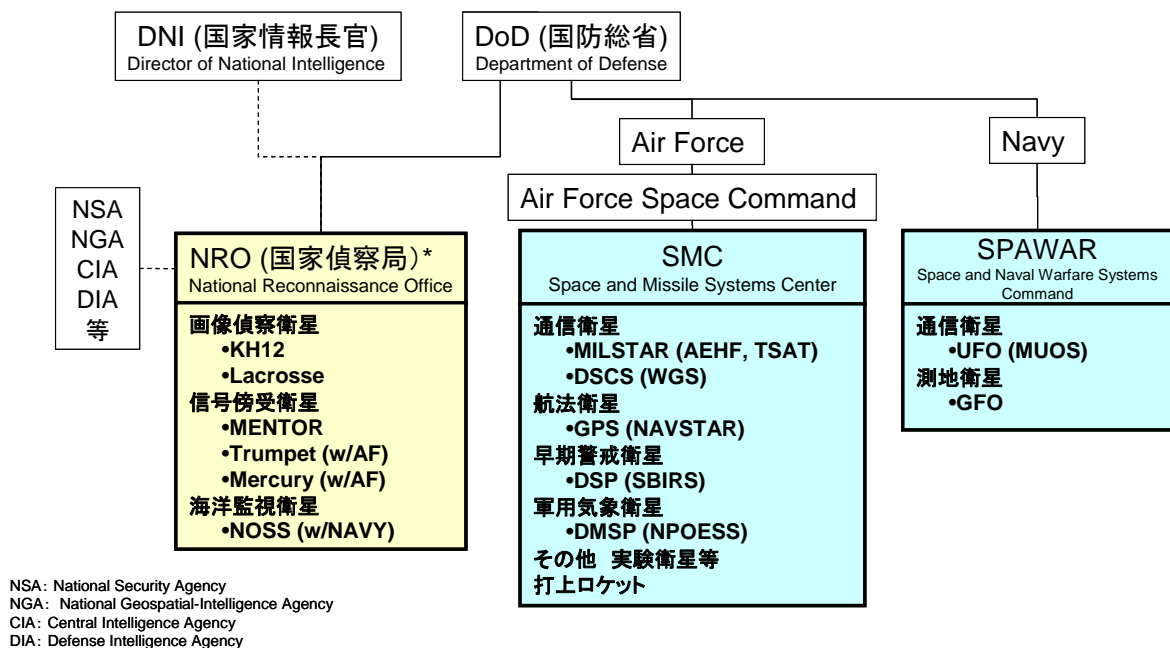 DNI (国家情報長官)
Director of National Intelligence
DoD (国防総省)
Department of Defense
Air Force
Navy
Air Force Space Command
NSA
NGA
CIA
DIA
等
NRO (国家偵察局)*
National Reconnaissance Office
画像偵察衛星
•KH12
•Lacrosse
信号傍受衛星
•MENTOR
•Trumpet (w/AF)
•Mercury (w/AF)
海洋監視衛星
•NOSS (w/NAVY)
SMC
Space and Missile Systems Center
通信衛星
•MILSTAR (AEHF, TSAT)
•DSCS (WGS)
航法衛星
•GPS (NAVSTAR)
早期警戒衛星
•DSP (SBIRS)
軍用気象衛星
•DMSP (NPOESS)
その他 実験衛星等
打上ロケット
SPAWAR
Space and Naval Warfare Systems
Command
通信衛星
•UFO (MUOS)
測地衛星
•GFO
NSA: National Security Agency
NGA: National Geospatial-Intelligence Agency
CIA: Central Intelligence Agency
DIA: Defense Intelligence Agency